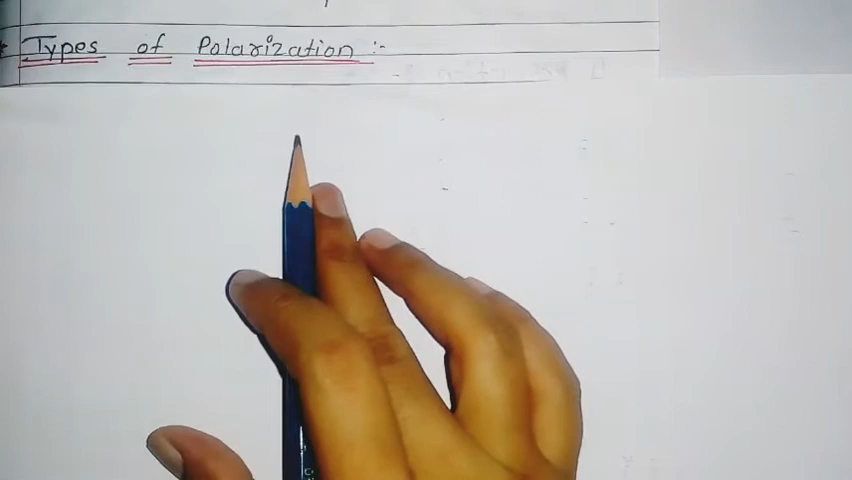 Types of Polarization :-